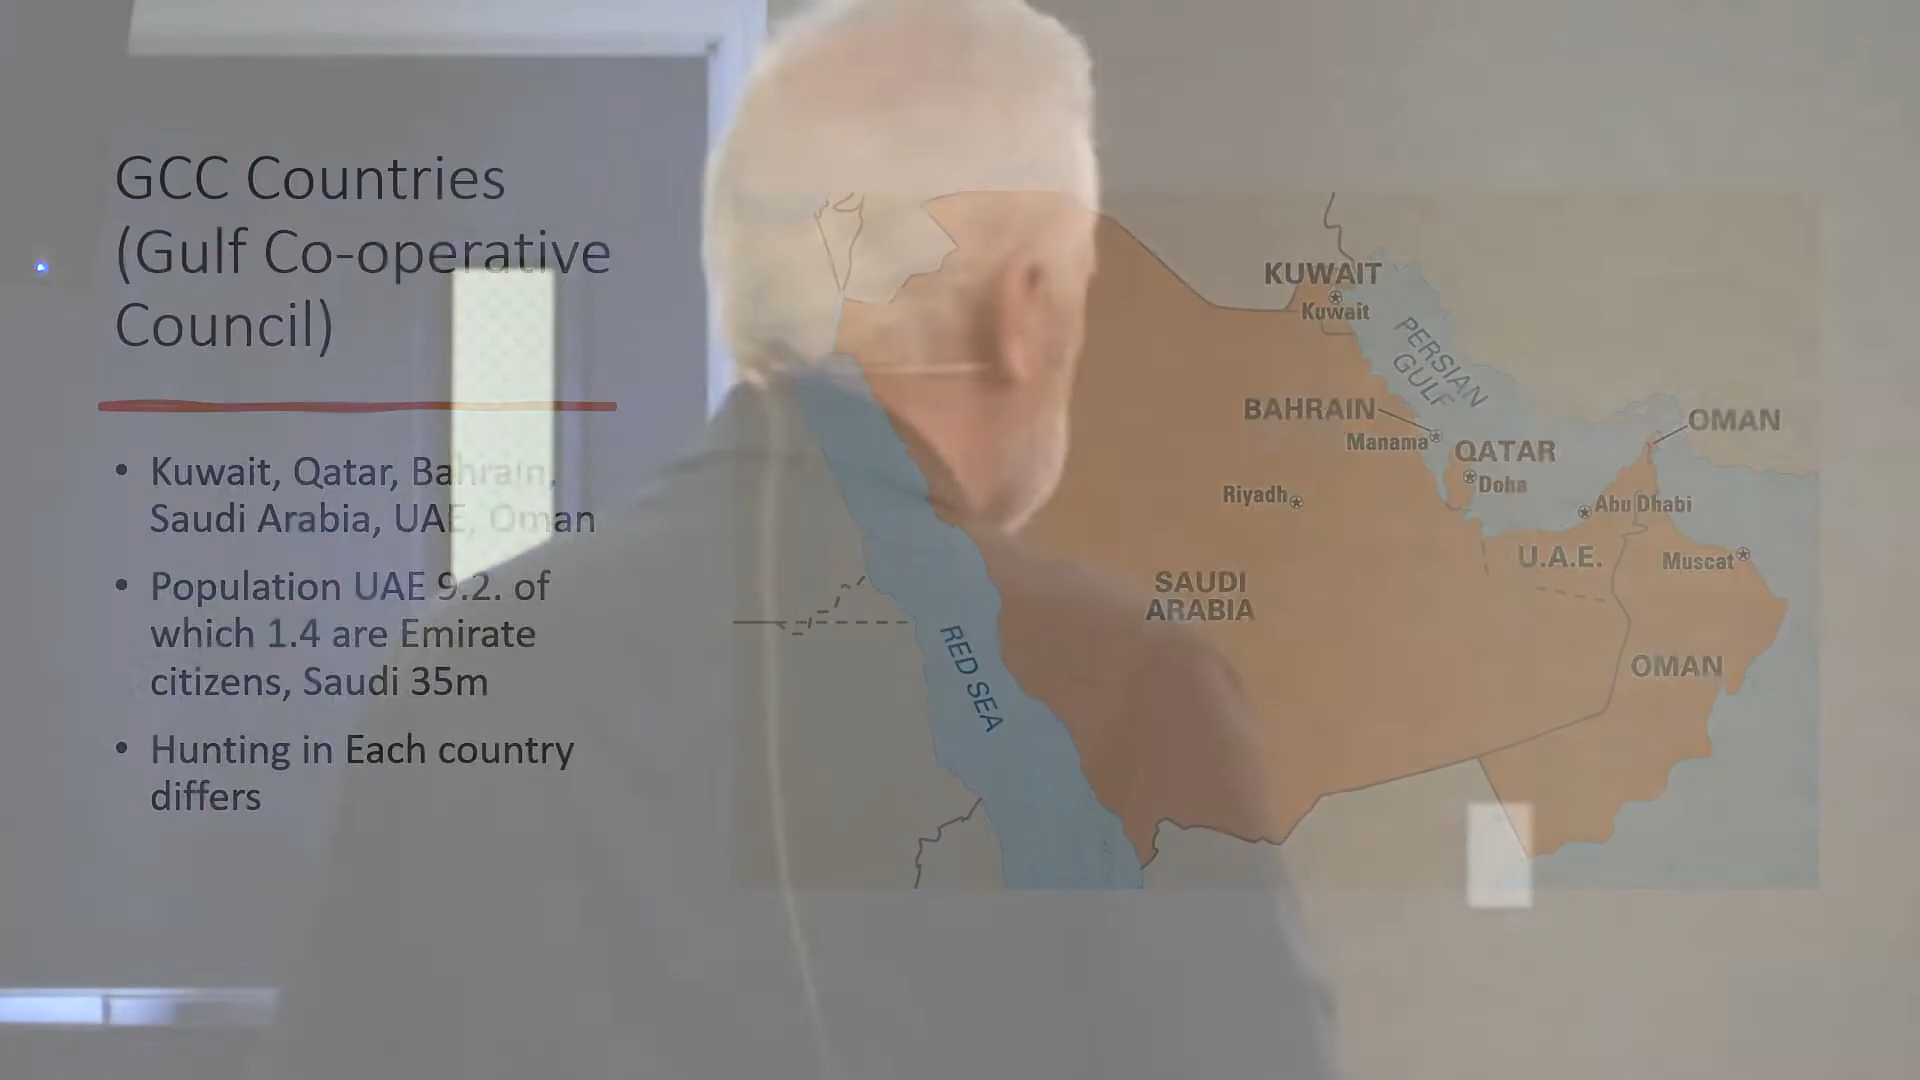 GCC Countries
(Gulf Co-operative
Council)
• Kuwait, Qatar, Bahrain,
Saudi Arabia, UAE, Oman
• Population UAE 9.2. of
which 1.4 are Emirate
citizens, Saudi 35m
• Hunting in Each country
differs
KUWAIT
Kuwait
PERSIAN
GULF
BAHRAIN
Manama
QATAR
Doha
OMAN
Riyadh
Abu Dhabi
U.A.E.
Muscat
SAUDI
ARABIA
RED SEA
OMAN